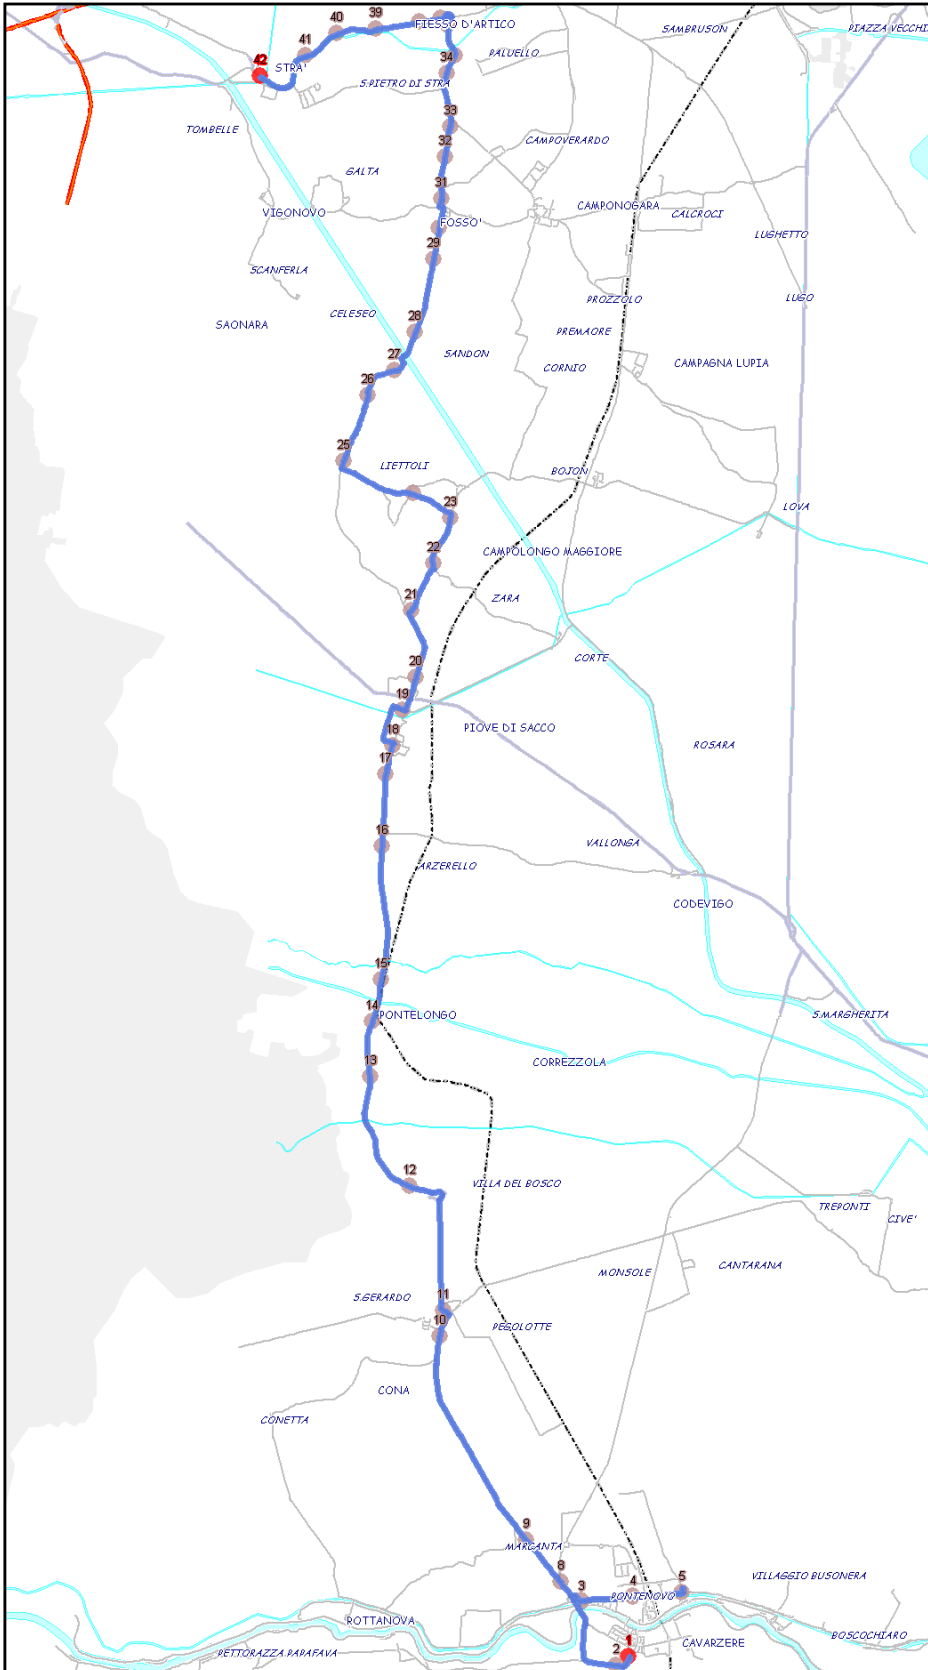 40
39
FIESSO D'ARTICO
SAMBRUSON
PIAZZA VECCHI
41
42
STRA'
34
PALUELLO
S.PIETRO DI STRA
TOMBELLE
33
32
CAMPOVERARDO
GALTA
31
VIGONOVO
FOSSO'
CAMPONOGARA
CALCROCI
LUGHETTO
29
SCANFERLA
PROZZOLO
LUGO
CELESEO
SAONARA
28
PREMAORE
SANDON
CORNIO
CAMPAGNA LUPIA
27
26
25
LIETTOLI
BOJON
23
LOVA
22
CAMPOLONGO MAGGIORE
21
ZARA
20
CORTE
19
18
PIOVE DI SACCO
ROSARA
17
16
ARZERELLO
VALLONGA
CODEVIGO
15
14
PONTELONGO
S.MARGHERITA
13
CORREZZOLA
12
VILLA DEL BOSCO
TREPONTI
CIVE'
MONSOLE
CANTARANA
S.GERARDO
11
10
PEGOLOTTE
CONA
CONETTA
9
MARCANTA
8
3
4
5
PONTENOVO
VILLAGGIO BUSONERA
ROTTANOVA
BOSCOCHIARO
1
2
CAVARZERE
PETTORAZZA PAPAFAVA